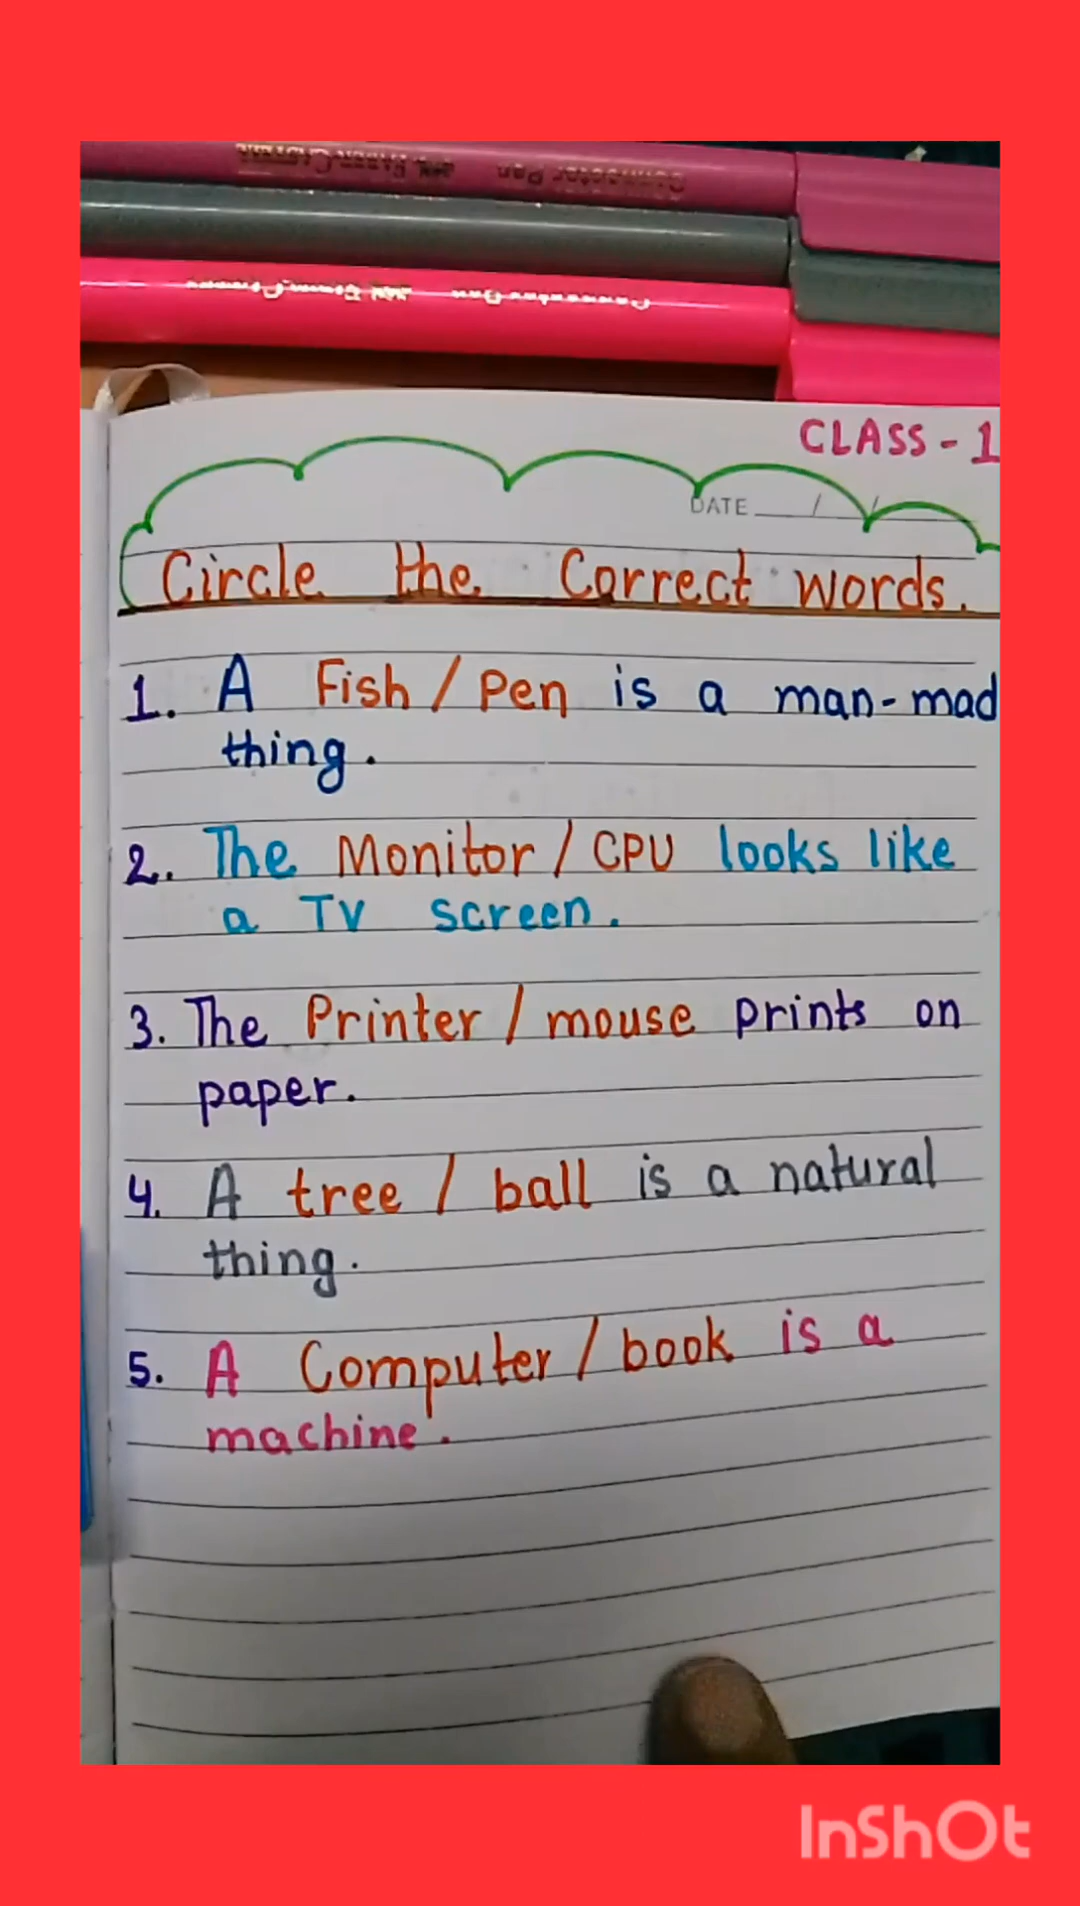 Connector Pen
CLASS - 1
DATE / /
Circle the Correct words.
1. A Fish / Pen is a man-mad
thing.
2. The Monitor / CPU looks like
a TV screen.
3. The Printer / mouse prints on
paper.
4. A tree / ball is a natural
thing.
5. A Computer / book is a
machine.
InShOt